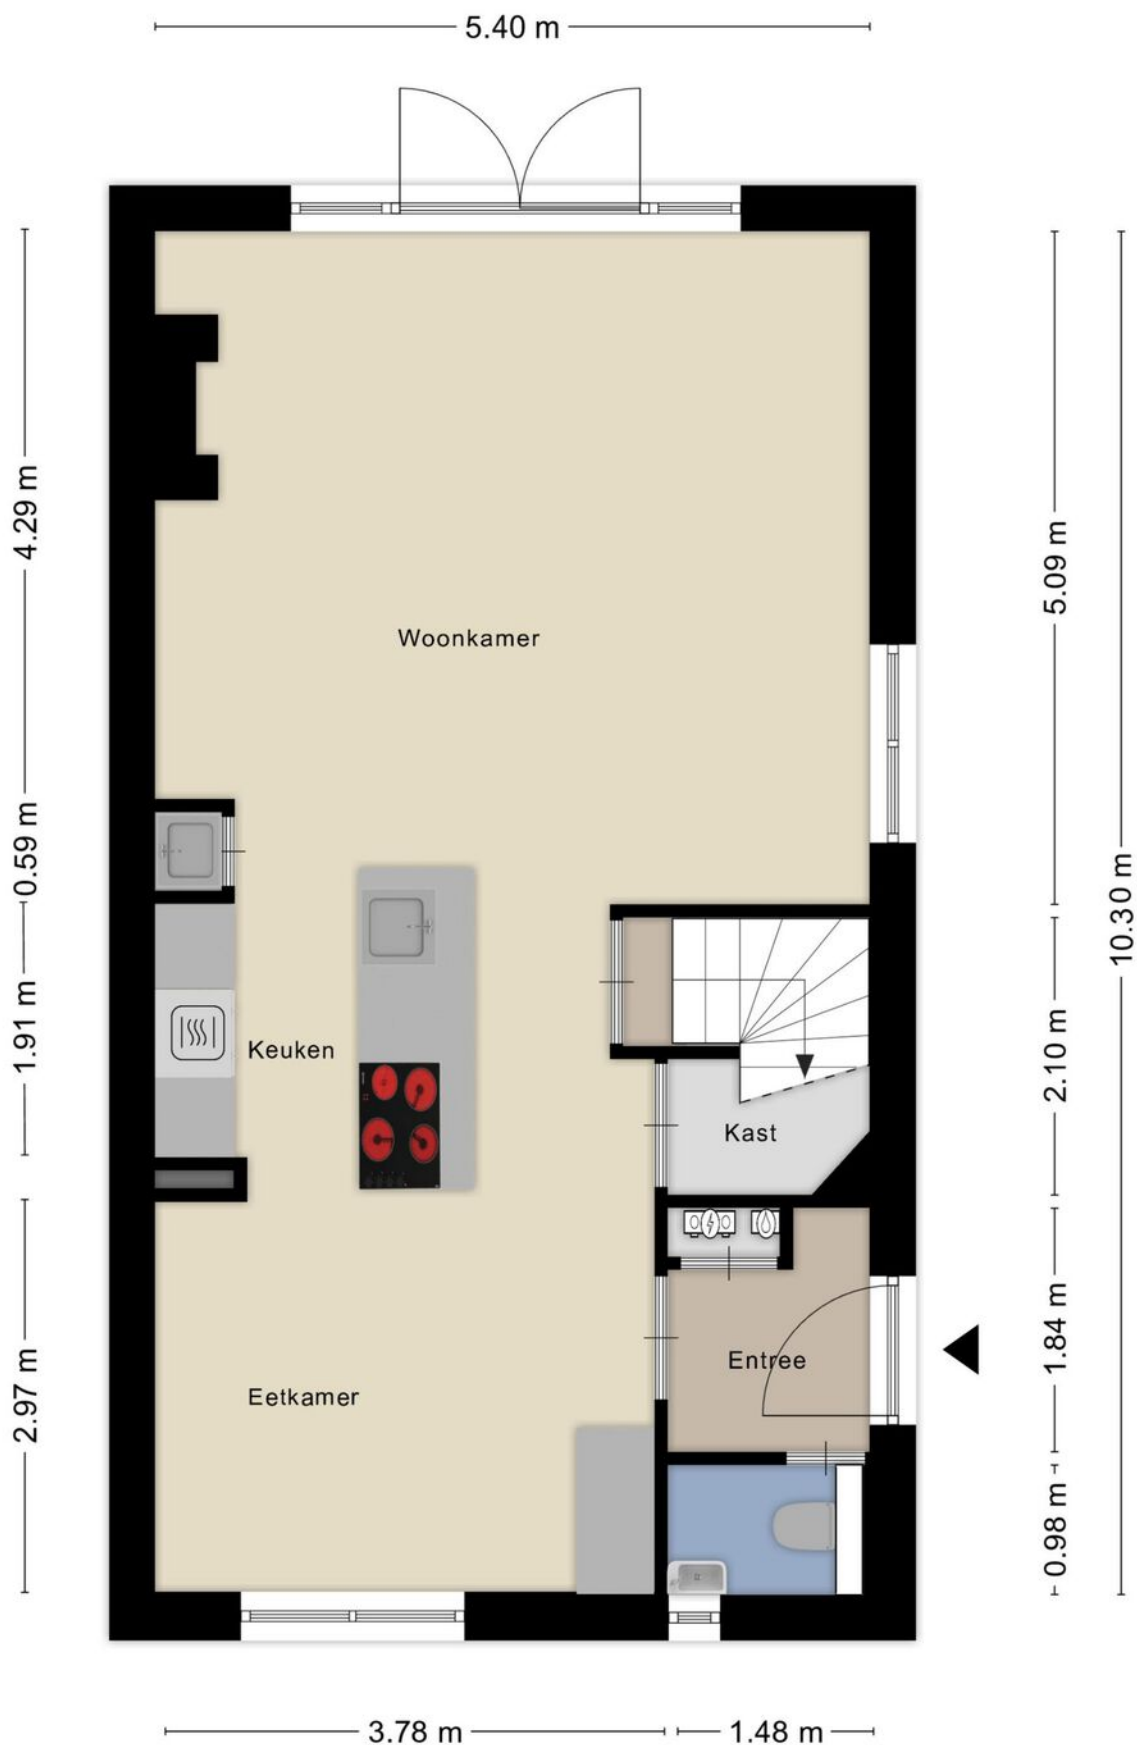 5.40 m
4.29 m
5.09 m
Woonkamer
0.59 m
10.30 m
1.91 m
Keuken
2.10 m
Kast
1.84 m
Entree
2.97 m
Eetkamer
0.98 m
3.78 m
1.48 m